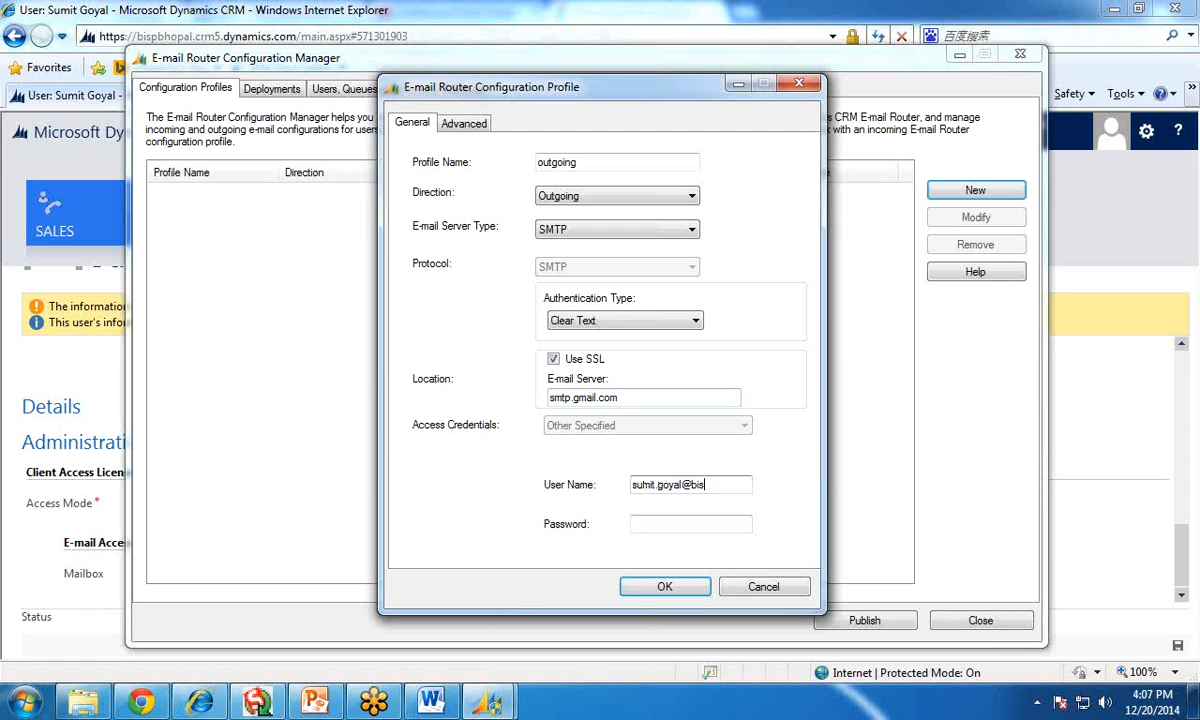 User: Sumit Goyal - Microsoft Dynamics CRM - Windows Internet Explorer
https://bispbhopal.crm5.dynamics.com/main.aspx#571301903
百度搜索
Favorites
User: Sumit Goyal -
Safety
Tools
Microsoft Dy
SALES
The information
This user's infor
Details
Administrati
Client Access Licen
Access Mode *
E-mail Acce
Mailbox
Status
E-mail Router Configuration Manager
Configuration Profiles
Deployments
Users, Queues
The E-mail Router Configuration Manager helps you
incoming and outgoing e-mail configurations for users
configuration profile.
CRM E-mail Router, and manage
with an incoming E-mail Router
Profile Name
Direction
New
Modify
Remove
Help
Publish
Close
E-mail Router Configuration Profile
General
Advanced
Profile Name:
outgoing
Direction:
Outgoing
E-mail Server Type:
SMTP
Protocol:
SMTP
Authentication Type:
Clear Text
Use SSL
Location:
E-mail Server:
smtp.gmail.com
Access Credentials:
Other Specified
User Name:
sumit.goyal@bis
Password:
OK
Cancel
Internet | Protected Mode: On
100%
4:07 PM
12/20/2014